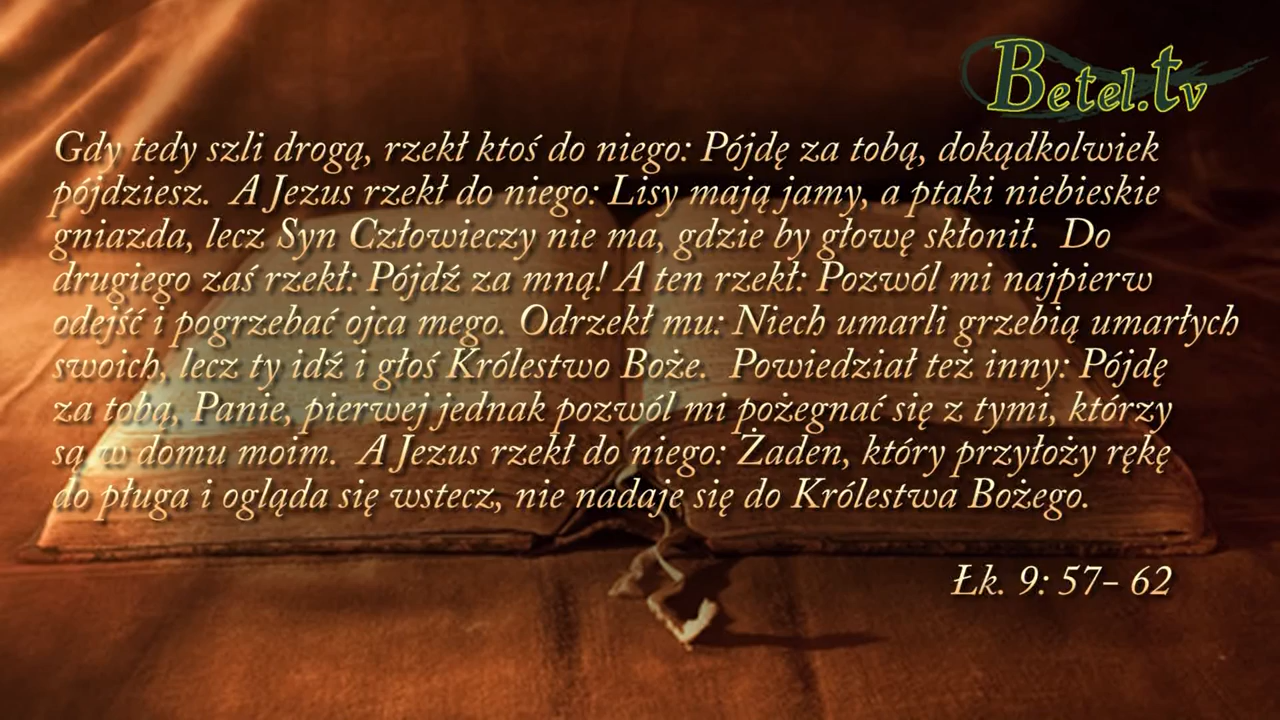 Betel.tv
Gdy tedy szli drogą, rzekł ktoś do niego: Pójdę za tobą, dokądkolwiek
pójdziesz.  A Jezus rzekł do niego: Lisy mają jamy, a ptaki niebieskie
gniazda, lecz Syn Człowieczy nie ma, gdzie by głowę skłonił.  Do
drugiego zaś rzekł: Pójdź za mną! A ten rzekł: Pozwól mi najpierw
odejść i pogrzebać ojca mego. Odrzekł mu: Niech umarli grzebią umarłych
swoich, lecz ty idź i głoś Królestwo Boże.  Powiedział też inny: Pójdę
za tobą, Panie, pierwej jednak pozwól mi pożegnać się z tymi, którzy
są w domu moim.  A Jezus rzekł do niego: Żaden, który przyłoży rękę
do pługa i ogląda się wstecz, nie nadaje się do Królestwa Bożego.
Łk. 9: 57– 62